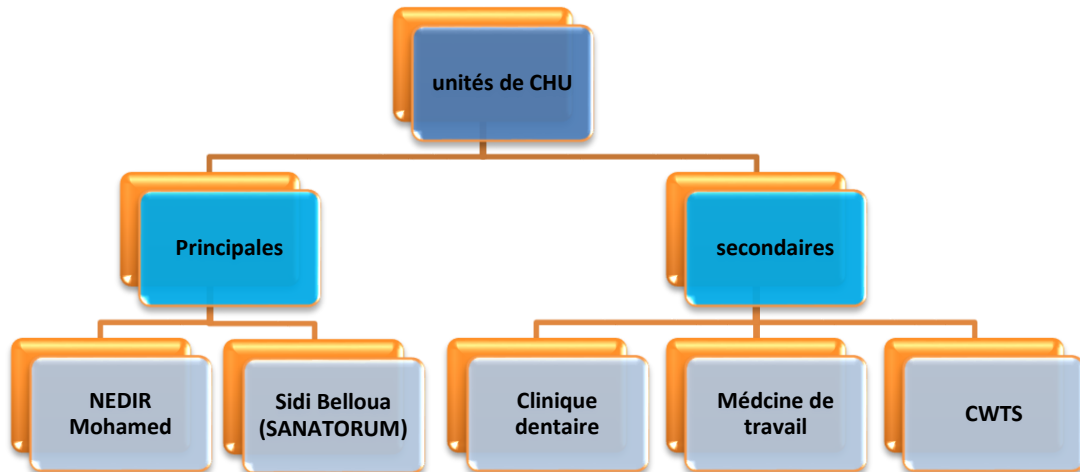 unités de CHU
Principales
secondaires
NEDIR
Mohamed
Sidi Belloua
(SANATORUM)
Clinique
dentaire
Médcine de
travail
CWTS